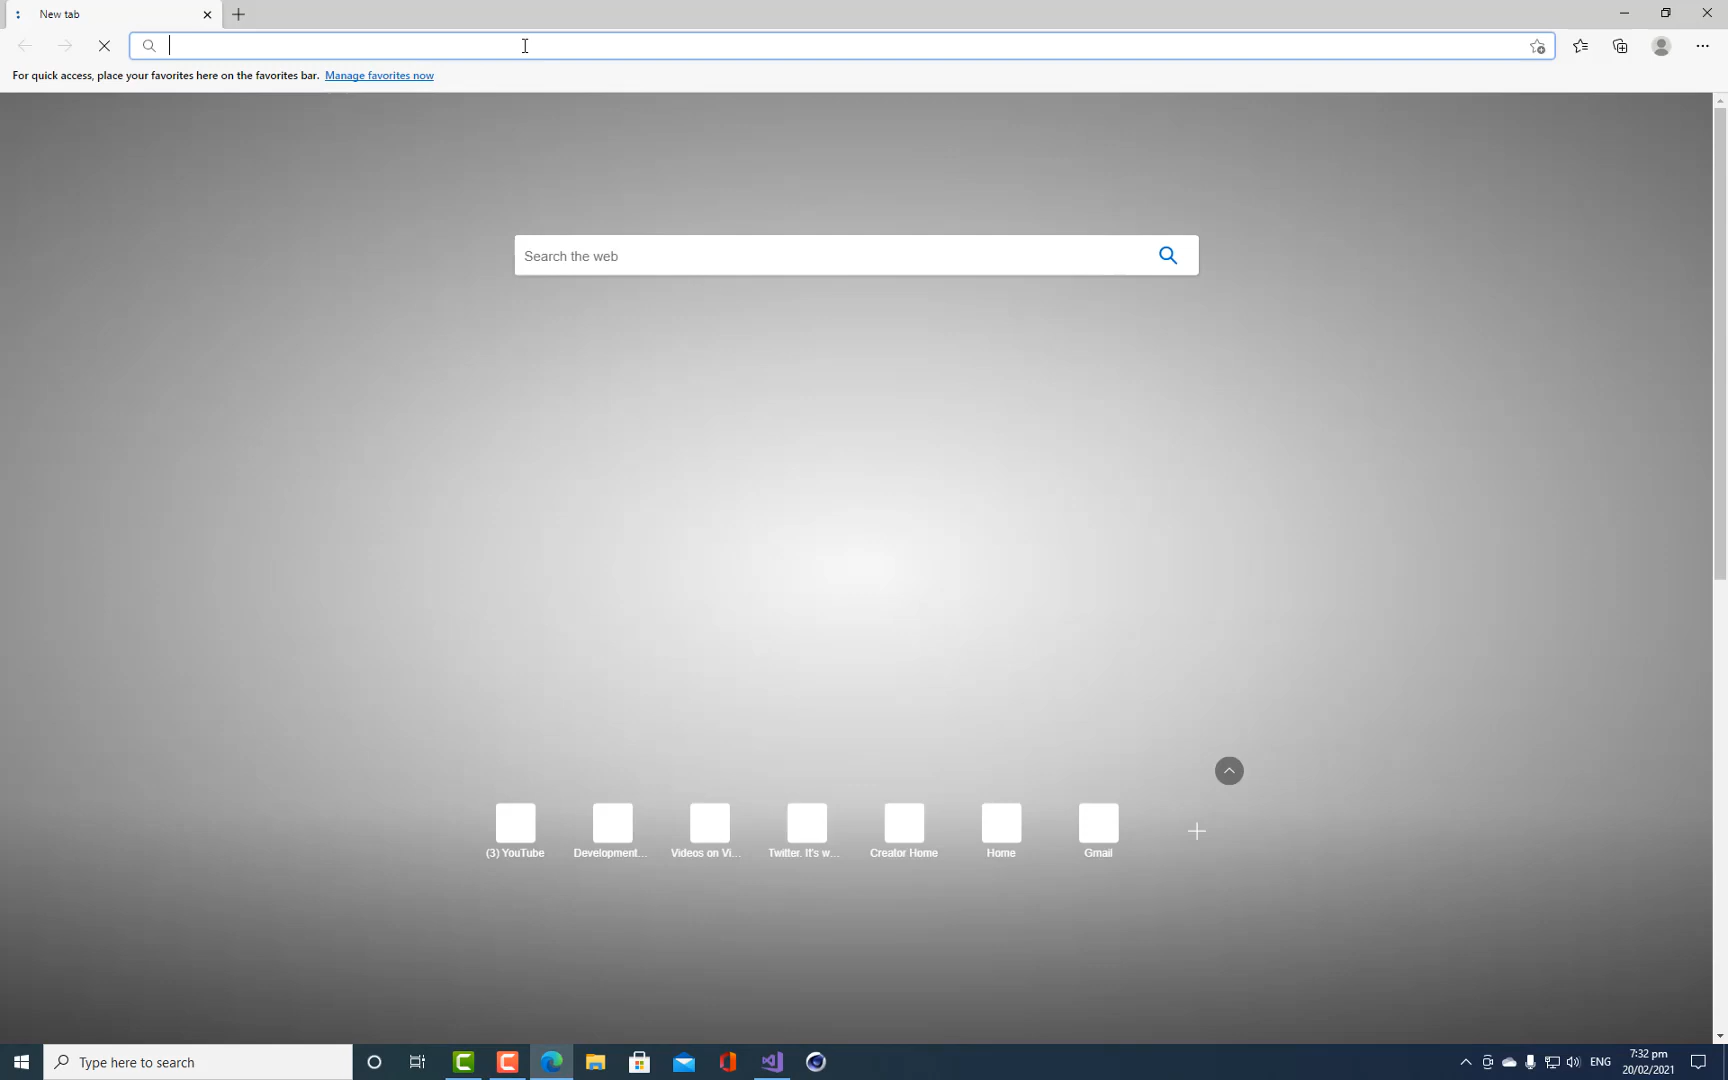 New tab
For quick access, place your favorites here on the favorites bar. Manage favorites now
Search the web
(3) YouTube
Development...
Videos on Vi...
Twitter. It's w...
Creator Home
Home
Gmail
Type here to search
ENG
7:32 pm
20/02/2021